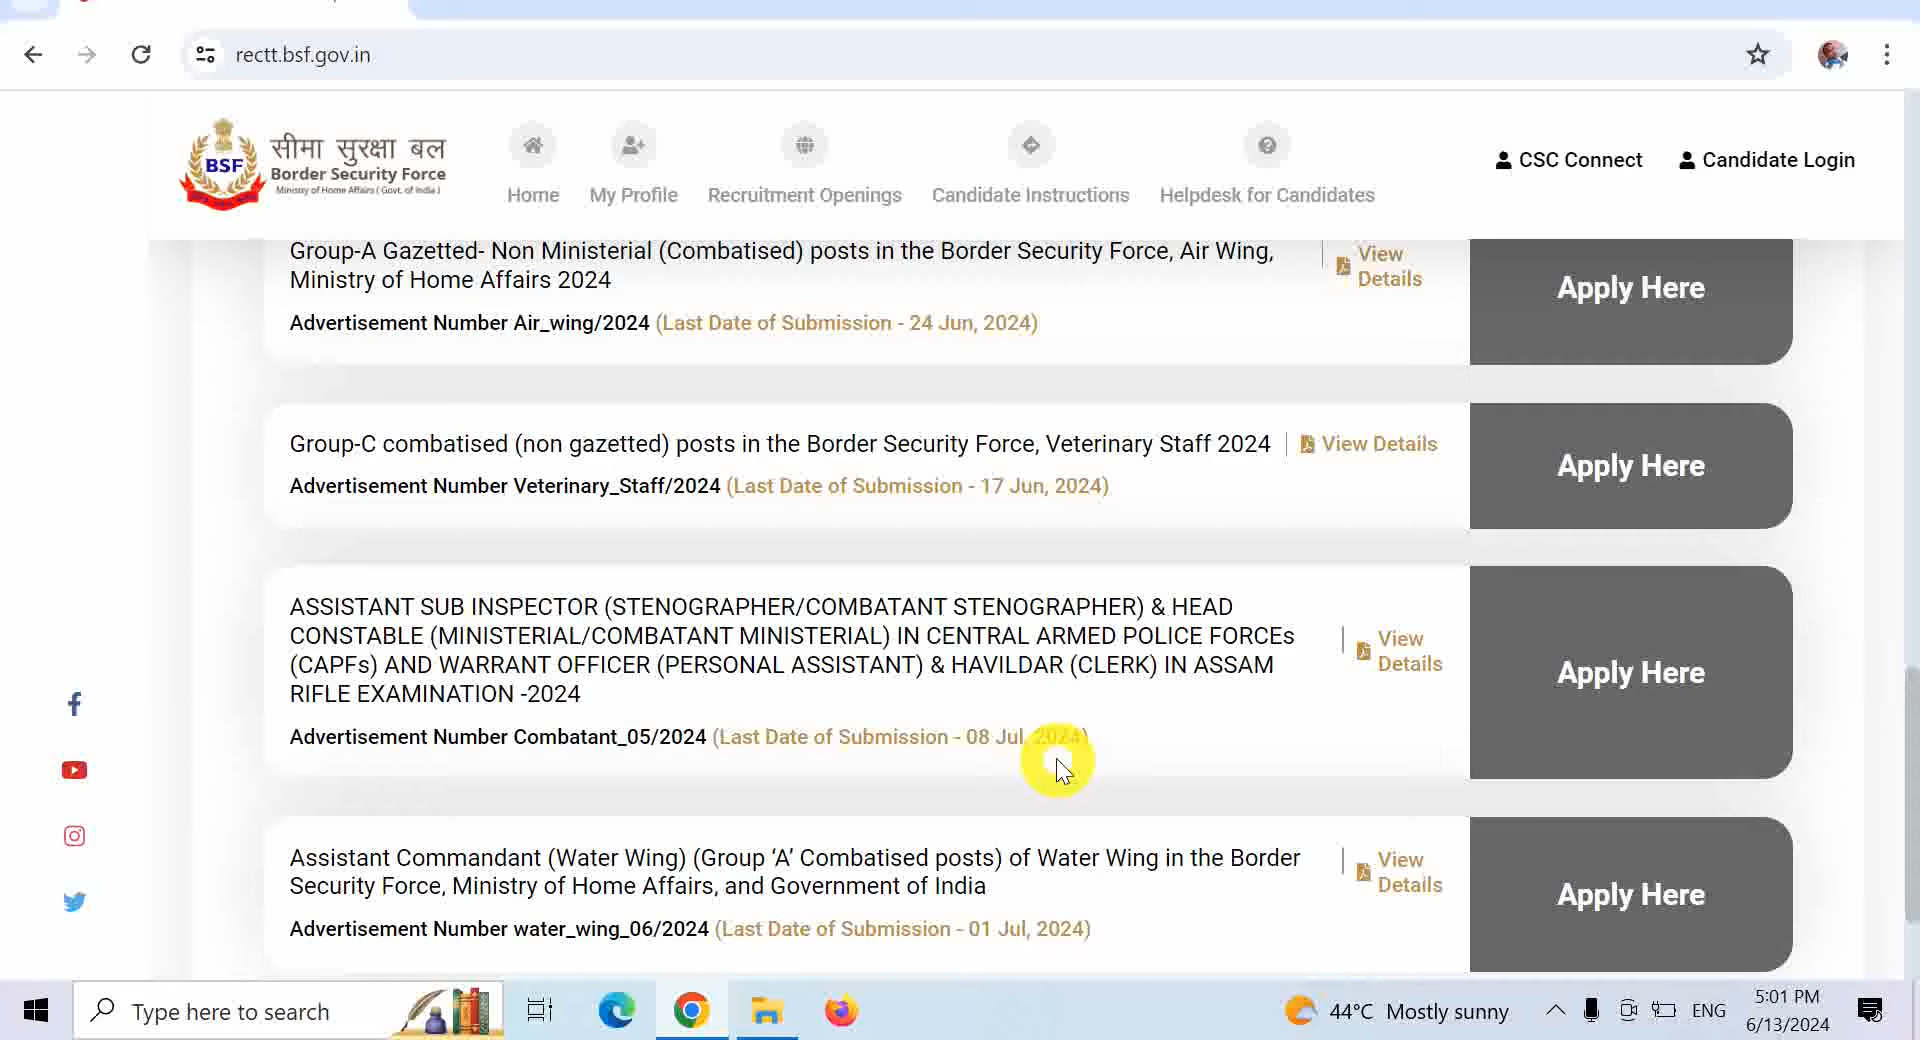 rectt.bsf.gov.in
BSF
सीमा सुरक्षा बल
Border Security Force
Ministry of Home Affairs ( Govt. of India )
Home
My Profile
Recruitment Openings
Candidate Instructions
Helpdesk for Candidates
CSC Connect
Candidate Login
Group-A Gazetted- Non Ministerial (Combatised) posts in the Border Security Force, Air Wing,
Ministry of Home Affairs 2024
Advertisement Number Air_wing/2024 (Last Date of Submission - 24 Jun, 2024)
View
Details
Apply Here
Group-C combatised (non gazetted) posts in the Border Security Force, Veterinary Staff 2024
Advertisement Number Veterinary_Staff/2024 (Last Date of Submission - 17 Jun, 2024)
View Details
Apply Here
ASSISTANT SUB INSPECTOR (STENOGRAPHER/COMBATANT STENOGRAPHER) & HEAD
CONSTABLE (MINISTERIAL/COMBATANT MINISTERIAL) IN CENTRAL ARMED POLICE FORCEs
(CAPFs) AND WARRANT OFFICER (PERSONAL ASSISTANT) & HAVILDAR (CLERK) IN ASSAM
RIFLE EXAMINATION -2024
Advertisement Number Combatant_05/2024 (Last Date of Submission - 08 Jul, 2024)
View
Details
Apply Here
Assistant Commandant (Water Wing) (Group ‘A’ Combatised posts) of Water Wing in the Border
Security Force, Ministry of Home Affairs, and Government of India
Advertisement Number water_wing_06/2024 (Last Date of Submission - 01 Jul, 2024)
View
Details
Apply Here
Type here to search
44°C Mostly sunny
ENG
5:01 PM
6/13/2024